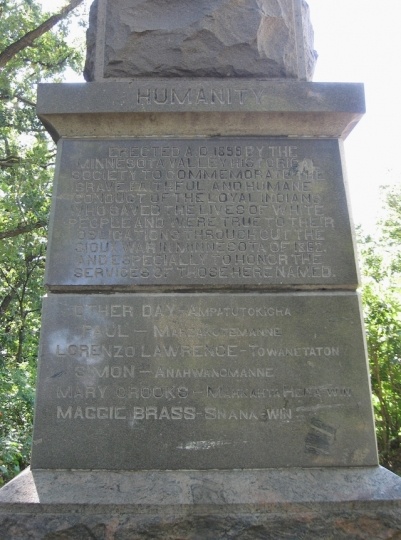 HUMANITY
ERECTED A.D. 1899 BY THE
MINNESOTA VALLEY HISTORICAL
SOCIETY TO COMMEMORATE THE
BRAVE, FAITHFUL AND HUMANE
CONDUCT OF THE LOYAL INDIANS
WHO SAVED THE LIVES OF WHITE
PEOPLE AND WERE TRUE TO THEIR
OBLIGATIONS THROUGHOUT THE
SIOUX WAR IN MINNESOTA OF 1862
AND ESPECIALLY TO HONOR THE
SERVICES OF THOSE HERE NAMED.
OTHER DAY-AMPATUTOKICHA
PAUL-
LORENZO LAWRENCE-TOWANETATON
SIMON-ANAHWANGMANNE
MARY CROOKS-
MAGGIE BRASS-SNANA-WIN